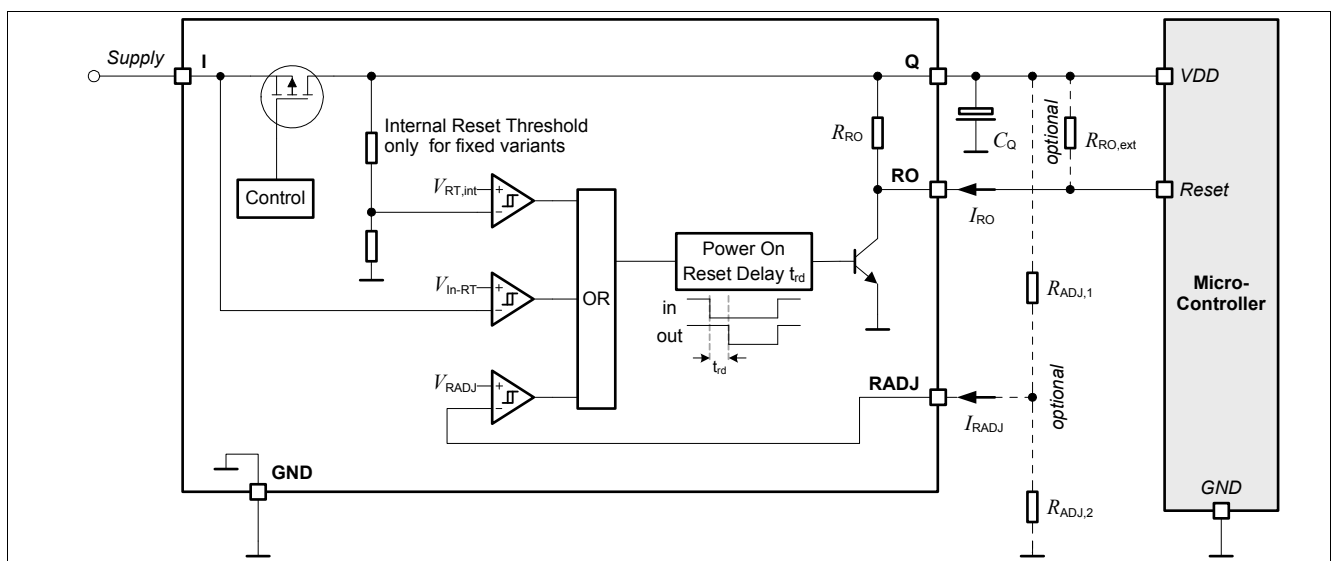 Supply
I
Q
VDD
Internal Reset Threshold
only for fixed variants
RRO
CQ
optional
RRO,ext
Control
VRT,int
+
−
RO
IRO
Reset
Power On
Reset Delay trd
OR
VIn-RT
+
−
in
out
trd
RADJ,1
Micro-
Controller
VRADJ
+
−
RADJ
IRADJ
optional
GND
RADJ,2
GND